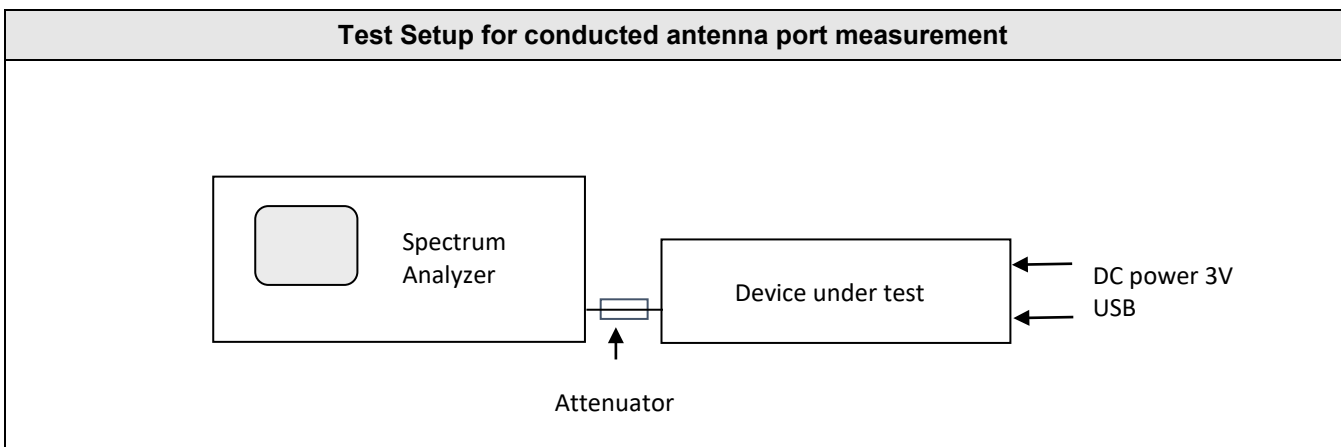 Test Setup for conducted antenna port measurement
Spectrum
Analyzer
Device under test
DC power 3V
USB
Attenuator